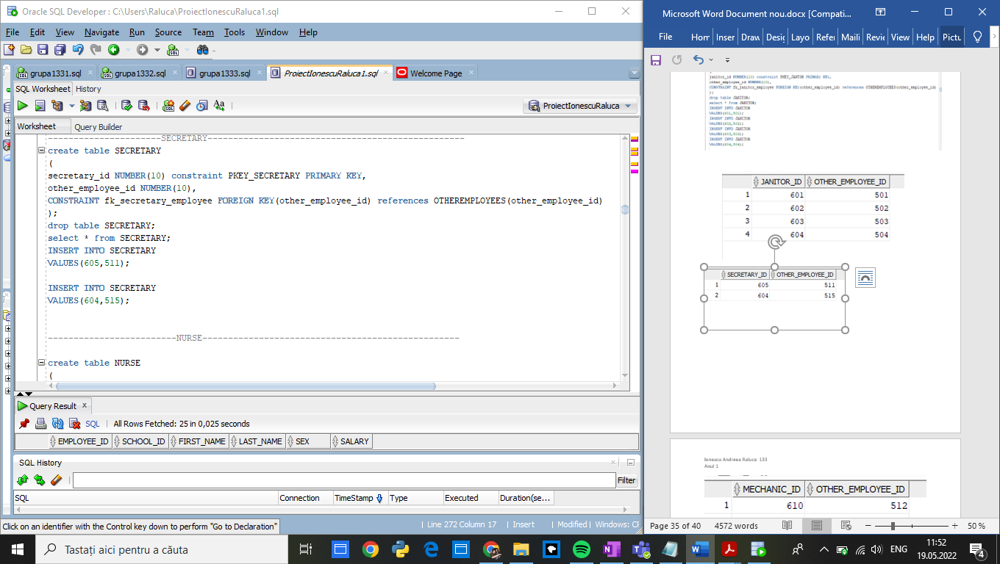 Oracle SQL Developer : C:\Users\Raluca\ProiectIonescuRaluca1.sql
File Edit View Navigate Run Source Team Tools Window Help
grupa1331.sql grupa1332.sql grupa1333.sql ProiectIonescuRaluca1.sql Welcome Page
SQL Worksheet History
ProiectIonescuRaluca
Worksheet Query Builder
----------------------SECRETARY--------------------------------------------------
create table SECRETARY
(
secretary_id NUMBER(10) constraint PKEY_SECRETARY PRIMARY KEY,
other_employee_id NUMBER(10),
CONSTRAINT fk_secretary_employee FOREIGN KEY(other_employee_id) references OTHEREMPLOYEES(other_employee_id)
);
drop table SECRETARY;
select * from SECRETARY;
INSERT INTO SECRETARY
VALUES(605,511);
INSERT INTO SECRETARY
VALUES(604,515);
-------------------------NURSE--------------------------------------------------
create table NURSE
(
Query Result x
SQL | All Rows Fetched: 25 in 0,025 seconds
EMPLOYEE_ID SCHOOL_ID FIRST_NAME LAST_NAME SEX SALARY
SQL History
Filter
SQL Connection TimeStamp Type Executed Duration(se...
Click on an identifier with the Control key down to perform "Go to Declaration"
Line 272 Column 17 | Insert | Modified | Windows: CF
Microsoft Word Document nou.docx [Compati...
File Hom Inser Draw Desig Layo Refer Maili Revie View Help Pictu
janitor_id NUMBER(10) constraint PKEY_JANTOR PRIMARY KEY,
other_employee_id NUMBER(10),
CONSTRAINT fk_janitor_employee FOREIGN KEY(other_employee_id) references OTHEREMPLOYEES(other_employee_id)
);
drop table JANITOR;
select * from JANITOR;
INSERT INTO JANITOR
VALUES(601,501);
INSERT INTO JANITOR
VALUES(602,502);
INSERT INTO JANITOR
VALUES(603,503);
INSERT INTO JANITOR
VALUES(604,504);
JANITOR_ID OTHER_EMPLOYEE_ID
1 601 501
2 602 502
3 603 503
4 604 504
SECRETARY_ID OTHER_EMPLOYEE_ID
1 605 511
2 604 515
Ionescu Andreea Raluca 133
Anul 1
MECHANIC_ID OTHER_EMPLOYEE_ID
1 610 512
Page 35 of 40 4572 words 50 %
Tastați aici pentru a căuta
ENG
11:52
19.05.2022
4